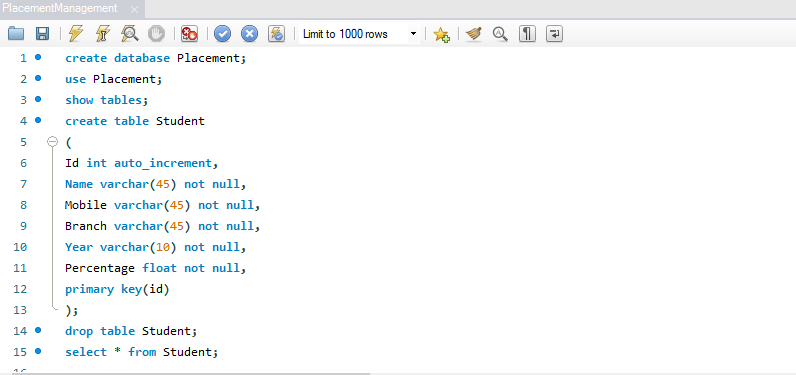 PlacementManagement
Limit to 1000 rows
1 create database Placement;
2 use Placement;
3 show tables;
4 create table Student
5 (
6 Id int auto_increment,
7 Name varchar(45) not null,
8 Mobile varchar(45) not null,
9 Branch varchar(45) not null,
10 Year varchar(10) not null,
11 Percentage float not null,
12 primary key(id)
13 );
14 drop table Student;
15 select * from Student;